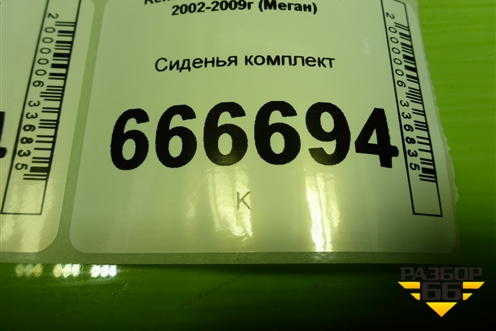 2002-2009г (Меган)
Сиденья комплект
666694
К
2000006336835
2000006336835
РАЗБОР
66